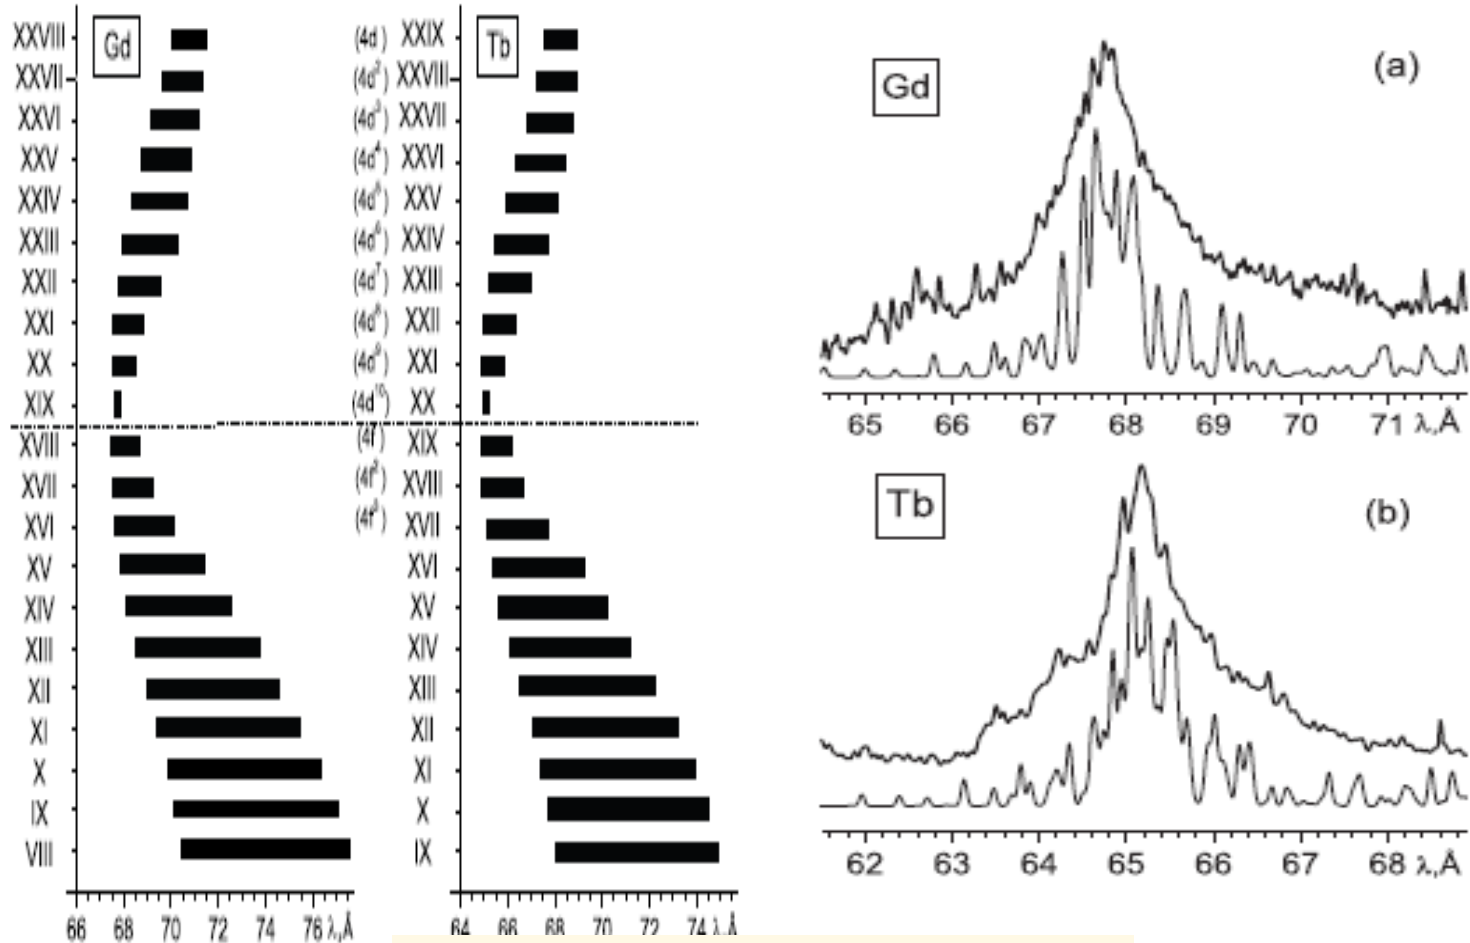 XXVIII Gd (4d) XXIX Tb
XXVII (4d²) XXVIII
XXVI (4d³) XXVII
XXV (4d⁴) XXVI
XXIV (4d⁵) XXV
XXIII (4d⁶) XXIV
XXII (4d⁷) XXIII
XXI (4d⁸) XXII
XX (4d⁹) XXI
XIX (4d¹⁰) XX
XVIII (4f) XIX
XVII (4f²) XVIII
XVI (4f³) XVII
XV XVI
XIV XV
XIII XIV
XII XIII
XI XII
X XI
IX X
VIII IX
66 68 70 72 74 76 λ,Å
64 66 68 70 72 74 λ,Å
Gd (a)
65 66 67 68 69 70 71 λ,Å
Tb (b)
62 63 64 65 66 67 68 λ,Å